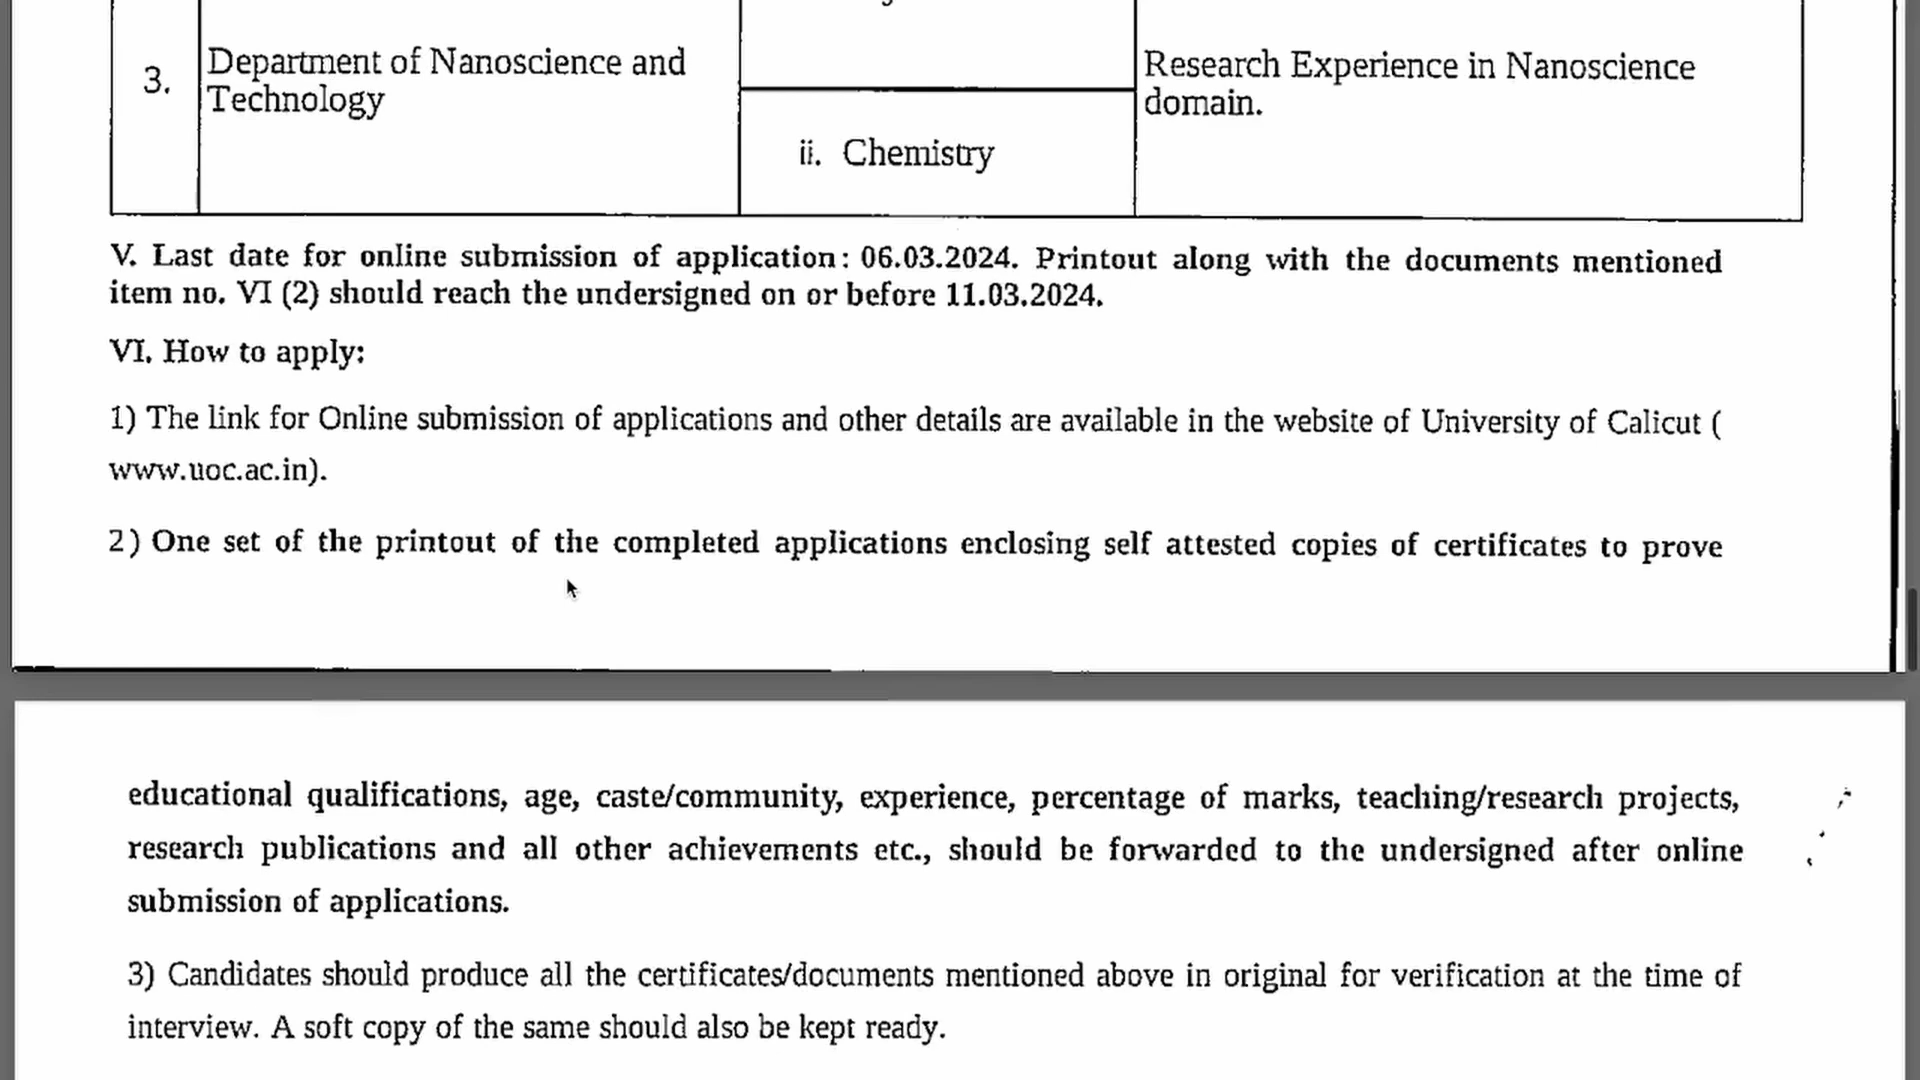 3.
Department of Nanoscience and
Technology
ii. Chemistry
Research Experience in Nanoscience
domain.
V. Last date for online submission of application: 06.03.2024. Printout along with the documents mentioned
item no. VI (2) should reach the undersigned on or before 11.03.2024.
VI. How to apply:
1) The link for Online submission of applications and other details are available in the website of University of Calicut (
www.uoc.ac.in).
2) One set of the printout of the completed applications enclosing self attested copies of certificates to prove
educational qualifications, age, caste/community, experience, percentage of marks, teaching/research projects,
research publications and all other achievements etc., should be forwarded to the undersigned after online
submission of applications.
3) Candidates should produce all the certificates/documents mentioned above in original for verification at the time of
interview. A soft copy of the same should also be kept ready.